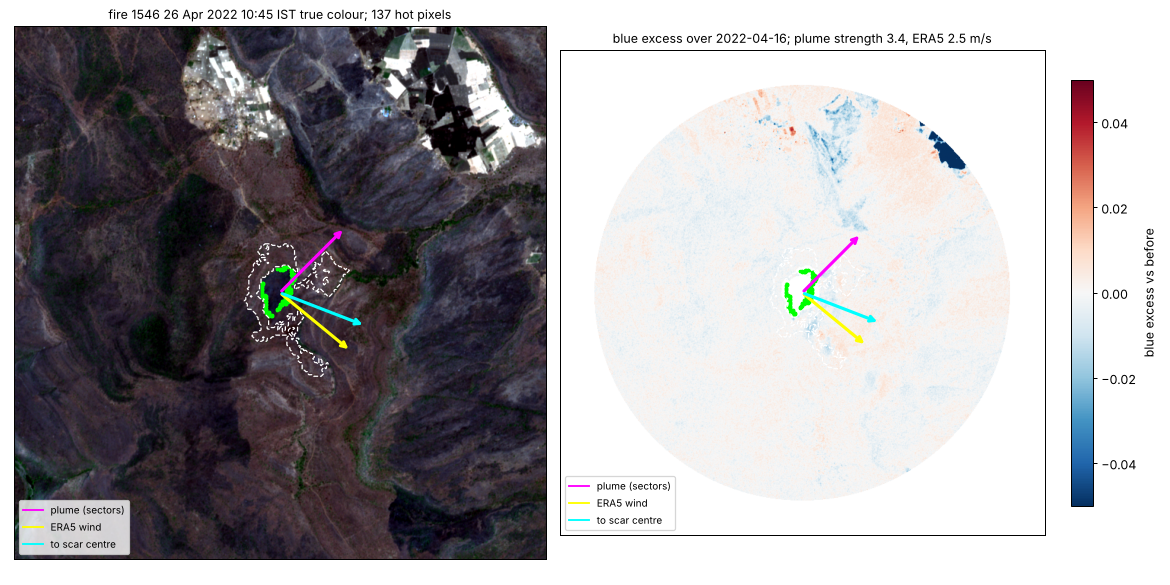 fire 1546 26 Apr 2022 10:45 IST true colour; 137 hot pixels
plume (sectors)
ERA5 wind
to scar centre
blue excess over 2022-04-16; plume strength 3.4, ERA5 2.5 m/s
plume (sectors)
ERA5 wind
to scar centre
0.04
0.02
0.00
−0.02
−0.04
blue excess vs before